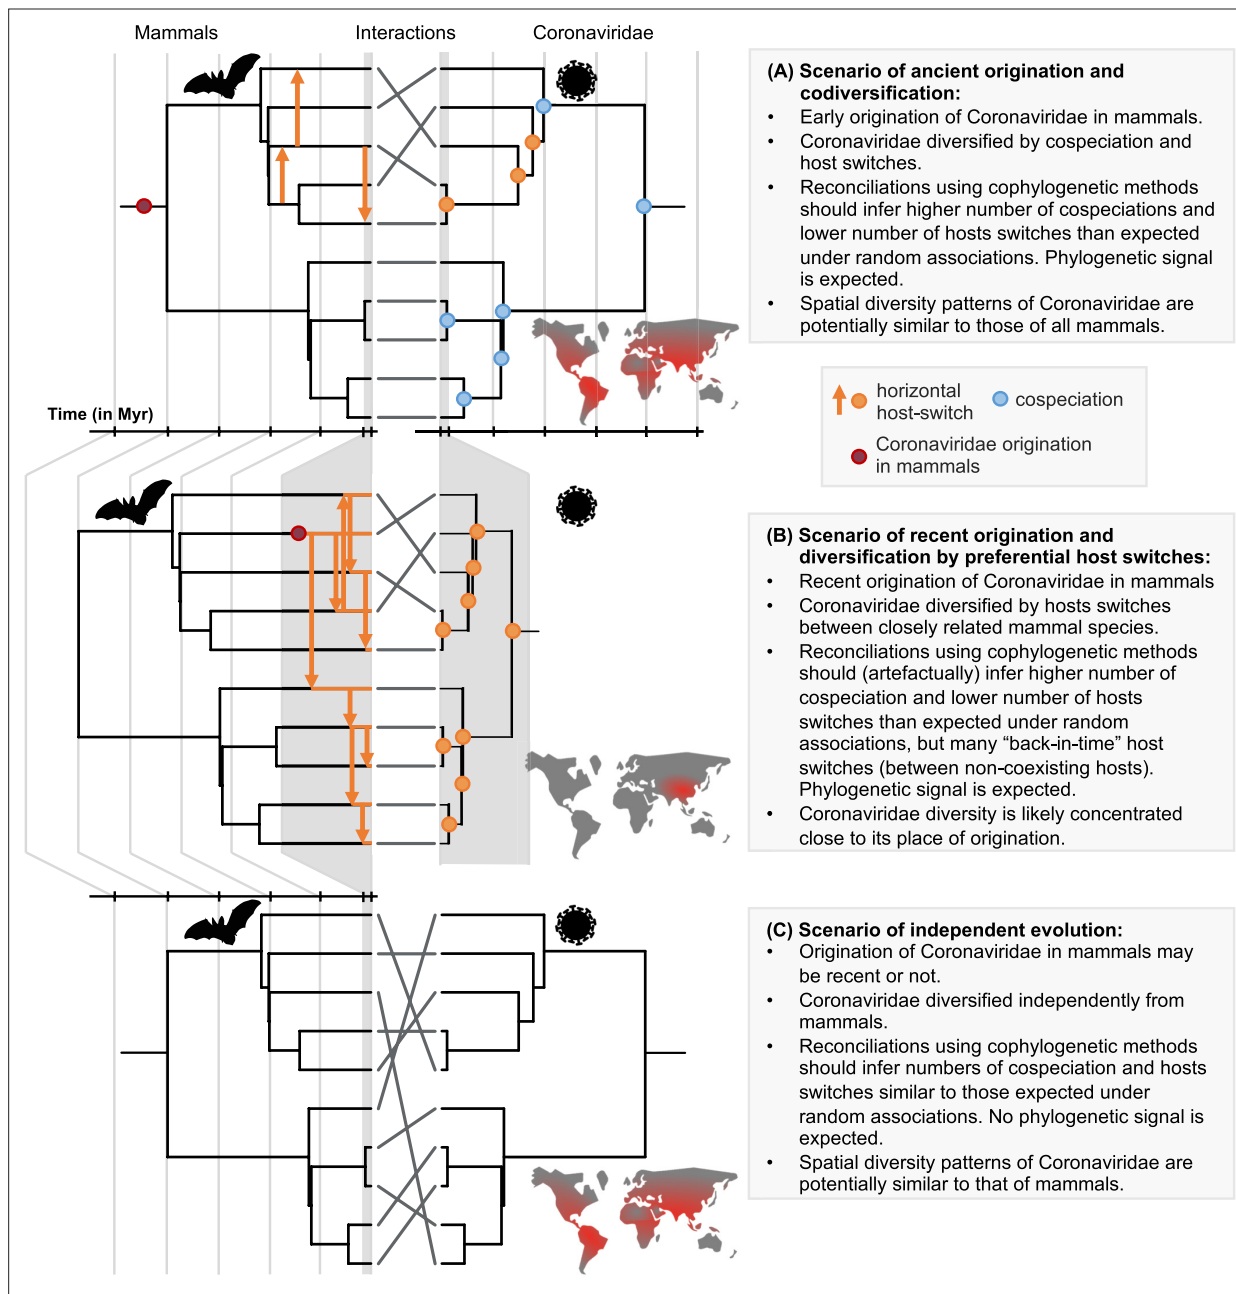 Mammals
Interactions
Coronaviridae
Time (in Myr)
(A) Scenario of ancient origination and
codiversification:
• Early origination of Coronaviridae in mammals.
• Coronaviridae diversified by cospeciation and
host switches.
• Reconciliations using cophylogenetic methods
should infer higher number of cospeciations and
lower number of hosts switches than expected
under random associations. Phylogenetic signal
is expected.
• Spatial diversity patterns of Coronaviridae are
potentially similar to those of all mammals.
horizontal
host-switch
cospeciation
Coronaviridae origination
in mammals
(B) Scenario of recent origination and
diversification by preferential host switches:
• Recent origination of Coronaviridae in mammals
• Coronaviridae diversified by hosts switches
between closely related mammal species.
• Reconciliations using cophylogenetic methods
should (artefactually) infer higher number of
cospeciation and lower number of hosts
switches than expected under random
associations, but many “back-in-time” host
switches (between non-coexisting hosts).
Phylogenetic signal is expected.
• Coronaviridae diversity is likely concentrated
close to its place of origination.
(C) Scenario of independent evolution:
• Origination of Coronaviridae in mammals may
be recent or not.
• Coronaviridae diversified independently from
mammals.
• Reconciliations using cophylogenetic methods
should infer numbers of cospeciation and hosts
switches similar to those expected under
random associations. No phylogenetic signal is
expected.
• Spatial diversity patterns of Coronaviridae are
potentially similar to that of mammals.